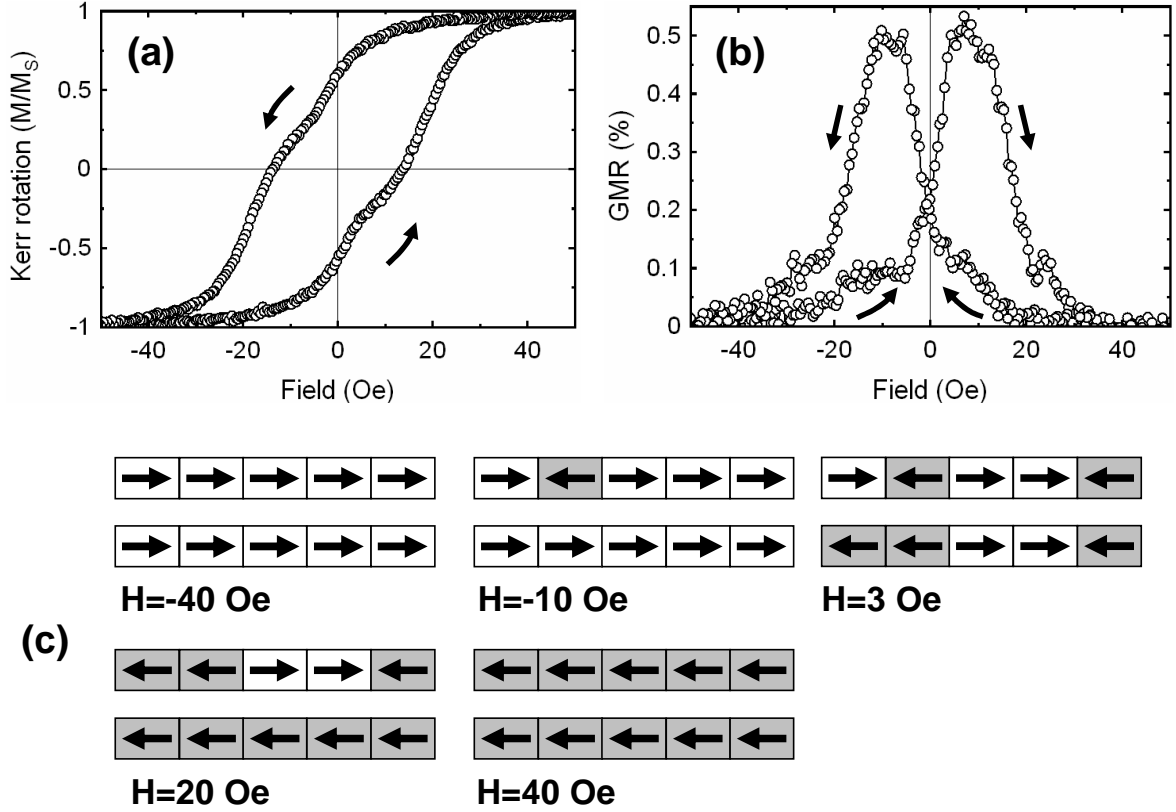 (a)
Kerr rotation (M/M_S)
1
0.5
0
-0.5
-1
-40 -20 0 20 40
Field (Oe)
(b)
GMR (%)
0.5
0.4
0.3
0.2
0.1
0
-40 -20 0 20 40
Field (Oe)
(c)
H=-40 Oe
H=-10 Oe
H=3 Oe
H=20 Oe
H=40 Oe